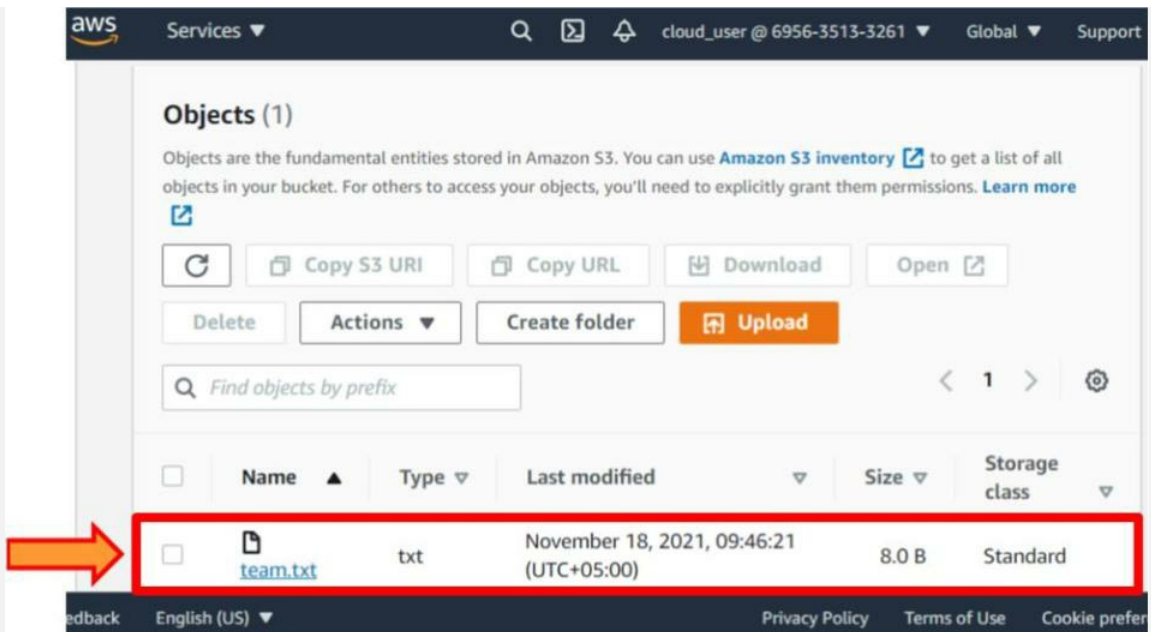 aws Services ▼ cloud_user @ 6956-3513-3261 ▼ Global ▼ Support
Objects (1)
Objects are the fundamental entities stored in Amazon S3. You can use Amazon S3 inventory to get a list of all
objects in your bucket. For others to access your objects, you'll need to explicitly grant them permissions. Learn more
Copy S3 URI Copy URL Download Open
Delete Actions ▼ Create folder Upload
Find objects by prefix < 1 >
Name ▲ Type ▽ Last modified ▽ Size ▽ Storage
class ▽
team.txt txt November 18, 2021, 09:46:21
(UTC+05:00) 8.0 B Standard
edback English (US) ▼ Privacy Policy Terms of Use Cookie prefer